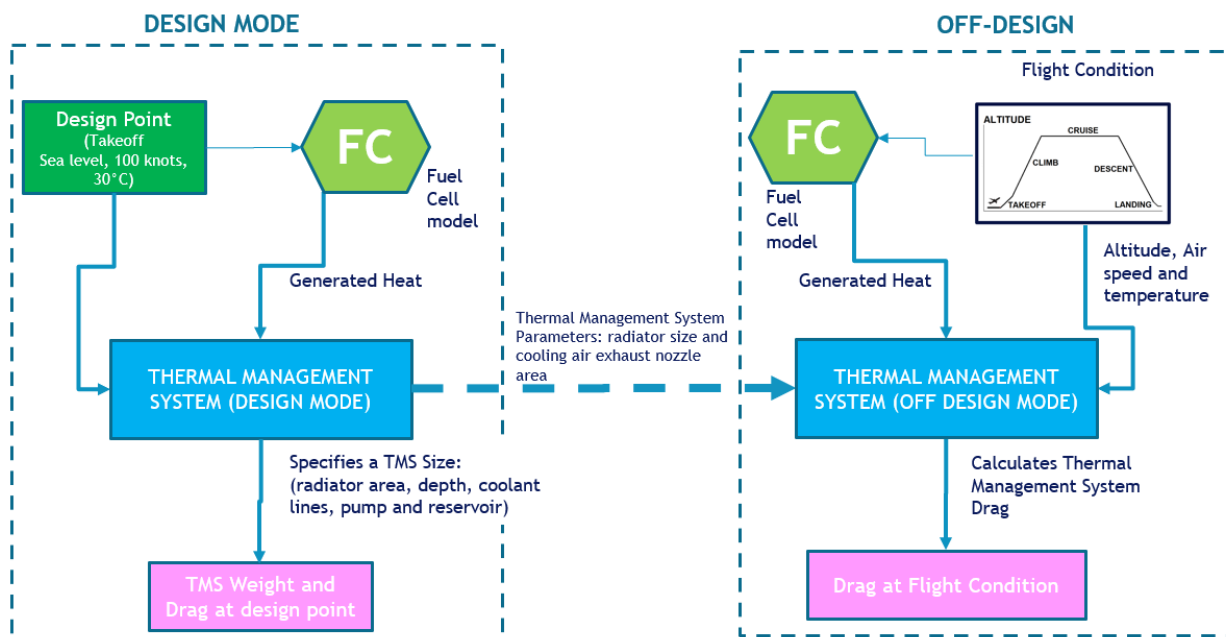 DESIGN MODE
Design Point
(Takeoff
Sea level, 100 knots,
30°C)
FC
Fuel
Cell
model
Generated Heat
THERMAL MANAGEMENT
SYSTEM (DESIGN MODE)
Specifies a TMS Size:
(radiator area, depth, coolant
lines, pump and reservoir)
TMS Weight and
Drag at design point
Thermal Management System
Parameters: radiator size and
cooling air exhaust nozzle
area
OFF-DESIGN
Flight Condition
FC
Fuel
Cell
model
ALTITUDE
CRUISE
CLIMB
DESCENT
TAKEOFF
LANDING
Generated Heat
Altitude, Air
speed and
temperature
THERMAL MANAGEMENT
SYSTEM (OFF DESIGN MODE)
Calculates Thermal
Management System
Drag
Drag at Flight Condition